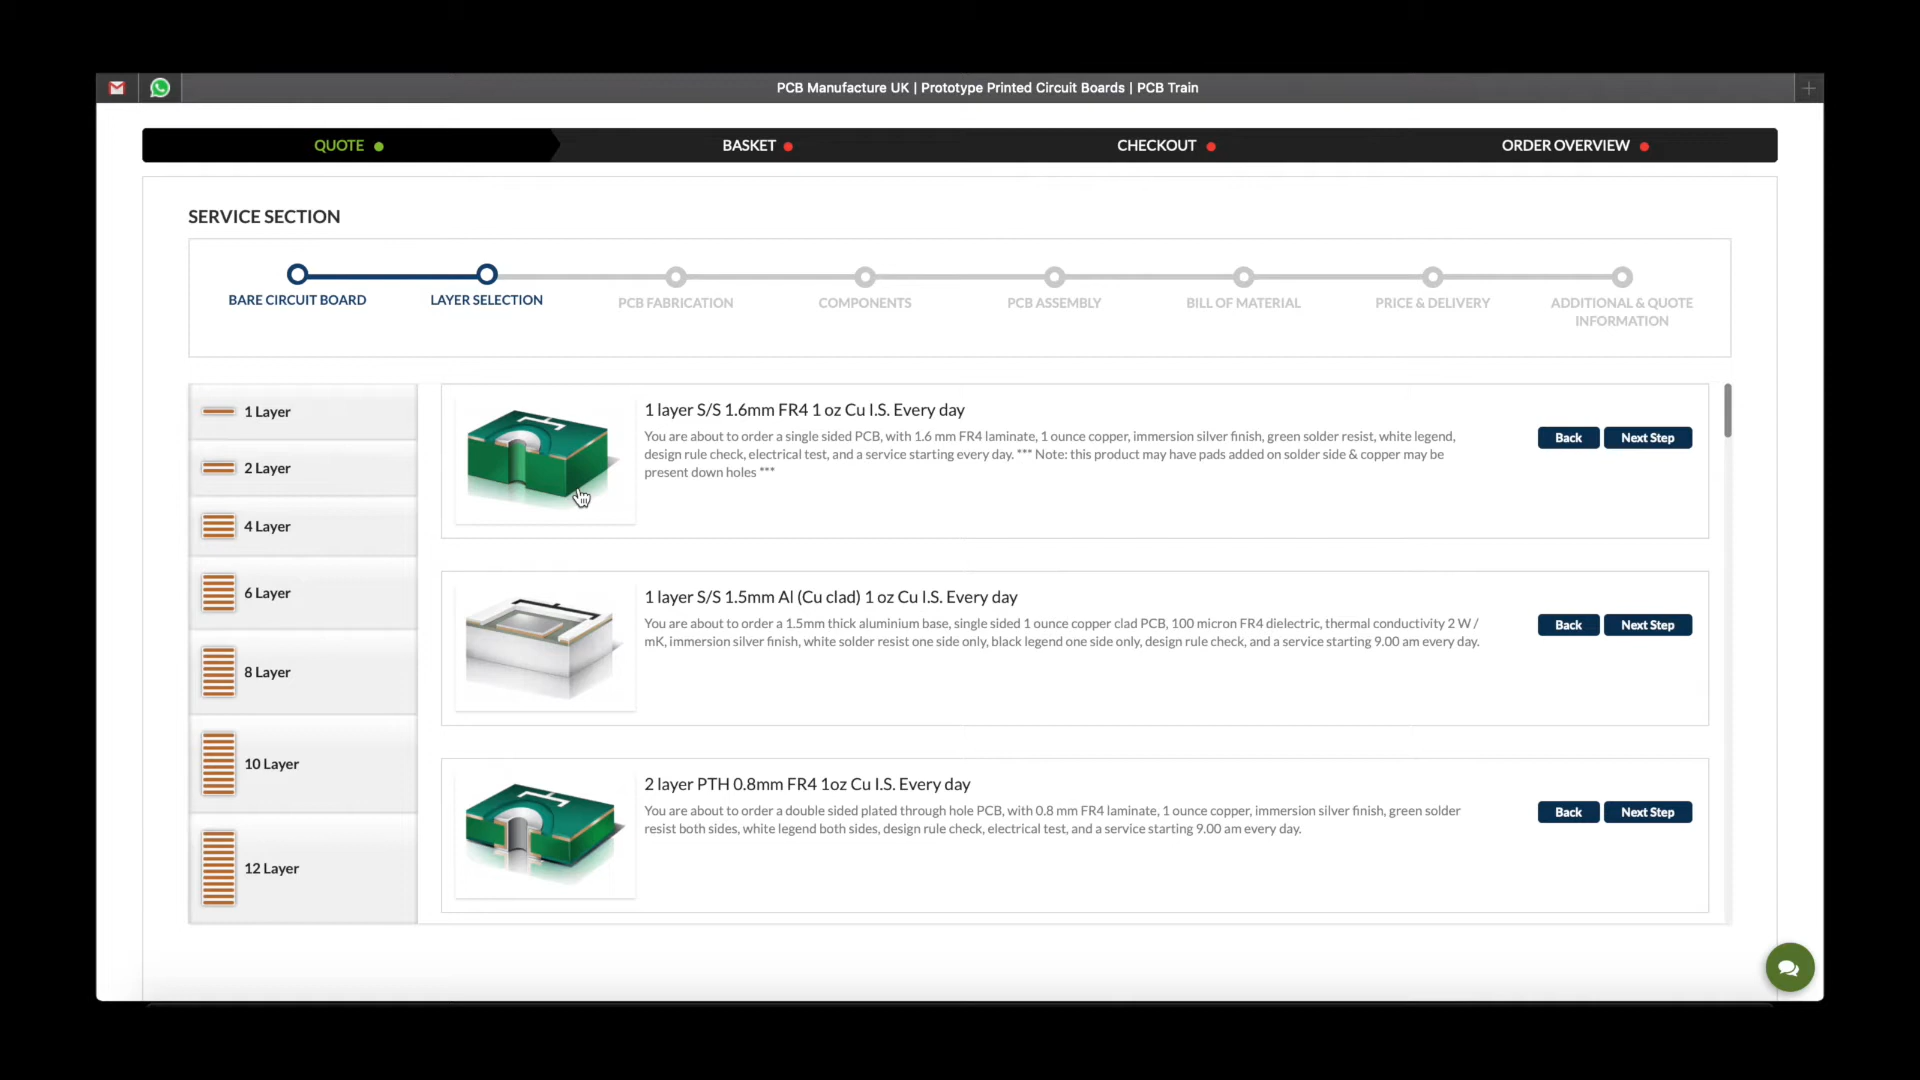 PCB Manufacture UK | Prototype Printed Circuit Boards | PCB Train
QUOTE
BASKET
CHECKOUT
ORDER OVERVIEW
SERVICE SECTION
BARE CIRCUIT BOARD
LAYER SELECTION
PCB FABRICATION
COMPONENTS
PCB ASSEMBLY
BILL OF MATERIAL
PRICE & DELIVERY
ADDITIONAL & QUOTE
INFORMATION
1 Layer
2 Layer
4 Layer
6 Layer
8 Layer
10 Layer
12 Layer
1 layer S/S 1.6mm FR4 1 oz Cu I.S. Every day
You are about to order a single sided PCB, with 1.6 mm FR4 laminate, 1 ounce copper, immersion silver finish, green solder resist, white legend,
design rule check, electrical test, and a service starting every day. *** Note: this product may have pads added on solder side & copper may be
present down holes ***
Back
Next Step
1 layer S/S 1.5mm Al (Cu clad) 1 oz Cu I.S. Every day
You are about to order a 1.5mm thick aluminium base, single sided 1 ounce copper clad PCB, 100 micron FR4 dielectric, thermal conductivity 2 W /
mK, immersion silver finish, white solder resist one side only, black legend one side only, design rule check, and a service starting 9.00 am every day.
Back
Next Step
2 layer PTH 0.8mm FR4 1oz Cu I.S. Every day
You are about to order a double sided plated through hole PCB, with 0.8 mm FR4 laminate, 1 ounce copper, immersion silver finish, green solder
resist both sides, white legend both sides, design rule check, electrical test, and a service starting 9.00 am every day.
Back
Next Step